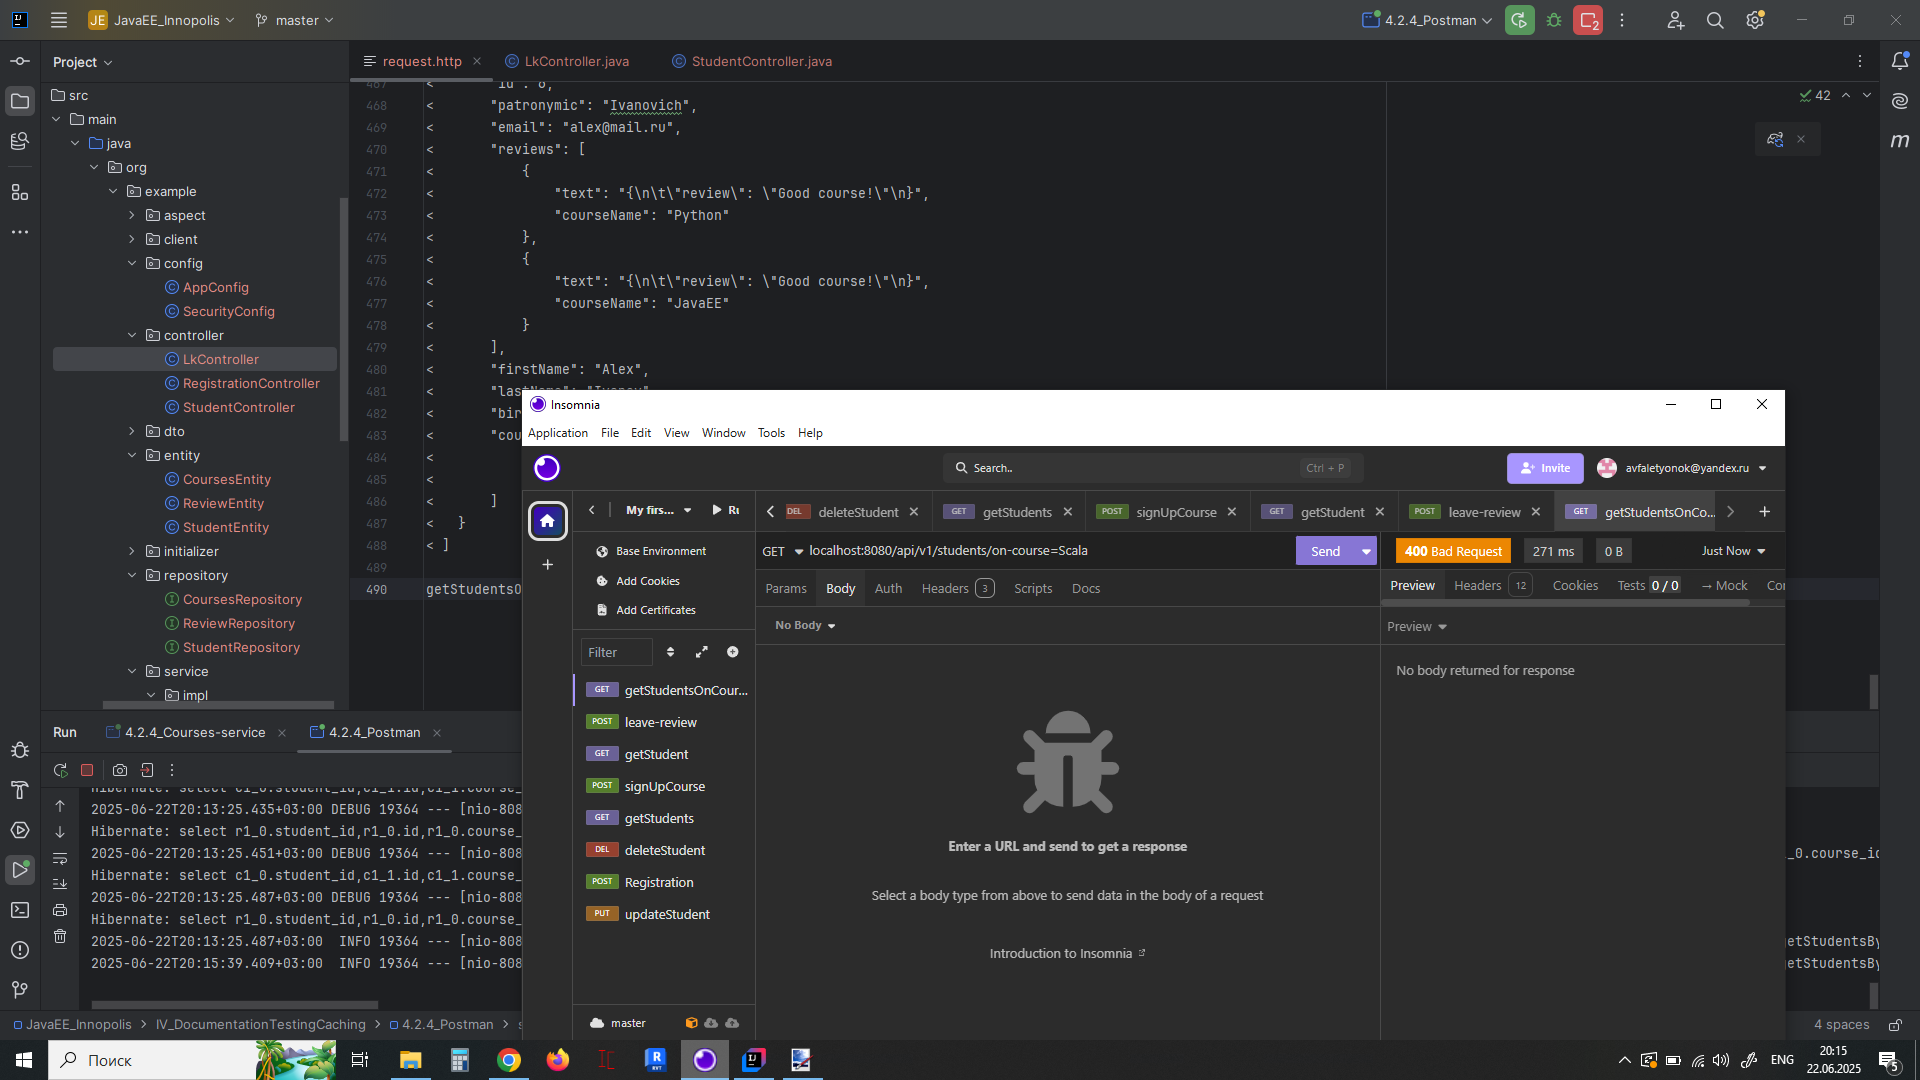 JE JavaEE_Innopolis master 4.2.4_Postman 2
Project
request.http LkController.java StudentController.java
src
main
java
org
example
aspect
client
config
AppConfig
SecurityConfig
controller
LkController
RegistrationController
StudentController
dto
entity
CoursesEntity
ReviewEntity
StudentEntity
initializer
repository
CoursesRepository
ReviewRepository
StudentRepository
service
impl
42
467 <
468 < "patronymic": "Ivanovich",
469 < "email": "alex@mail.ru",
470 < "reviews": [
471 < {
472 < "text": "{\n\t\"review\": \"Good course!\"\n}",
473 < "courseName": "Python"
474 < },
475 < {
476 < "text": "{\n\t\"review\": \"Good course!\"\n}",
477 < "courseName": "JavaEE"
478 < }
479 < ],
480 < "firstName": "Alex",
481 <
482 < "bir
483 < "cou
484 <
485 <
486 < ]
487 < }
488 < ]
489
490 getStudentsO
Insomnia
Application File Edit View Window Tools Help
Search.. Ctrl + P Invite avfaletyonok@yandex.ru
My firs... Ru
DEL deleteStudent GET getStudents POST signUpCourse GET getStudent POST leave-review GET getStudentsOnCo...
Base Environment
Add Cookies
Add Certificates
Filter
GET getStudentsOnCour...
POST leave-review
GET getStudent
POST signUpCourse
GET getStudents
DEL deleteStudent
POST Registration
PUT updateStudent
master
GET localhost:8080/api/v1/students/on-course=Scala Send
Params Body Auth Headers 3 Scripts Docs
No Body
Enter a URL and send to get a response
Select a body type from above to send data in the body of a request
Introduction to Insomnia
400 Bad Request 271 ms 0 B Just Now
Preview Headers 12 Cookies Tests 0 / 0 → Mock Co
Preview
No body returned for response
Run 4.2.4_Courses-service 4.2.4_Postman
Hibernate: select c1_0.student_id,c1_1.id,c1_1.course_
2025-06-22T20:13:25.435+03:00 DEBUG 19364 --- [nio-808
Hibernate: select r1_0.student_id,r1_0.id,r1_0.course_
2025-06-22T20:13:25.451+03:00 DEBUG 19364 --- [nio-808
_0.course_id
Hibernate: select c1_0.student_id,c1_1.id,c1_1.course_
2025-06-22T20:13:25.487+03:00 DEBUG 19364 --- [nio-808
Hibernate: select r1_0.student_id,r1_0.id,r1_0.course_
2025-06-22T20:13:25.487+03:00 INFO 19364 --- [nio-808
etStudentsBy
2025-06-22T20:15:39.409+03:00 INFO 19364 --- [nio-808
etStudentsBy
JavaEE_Innopolis IV_DocumentationTestingCaching 4.2.4_Postman s
4 spaces
Поиск
ENG
20:15
22.06.2025
5